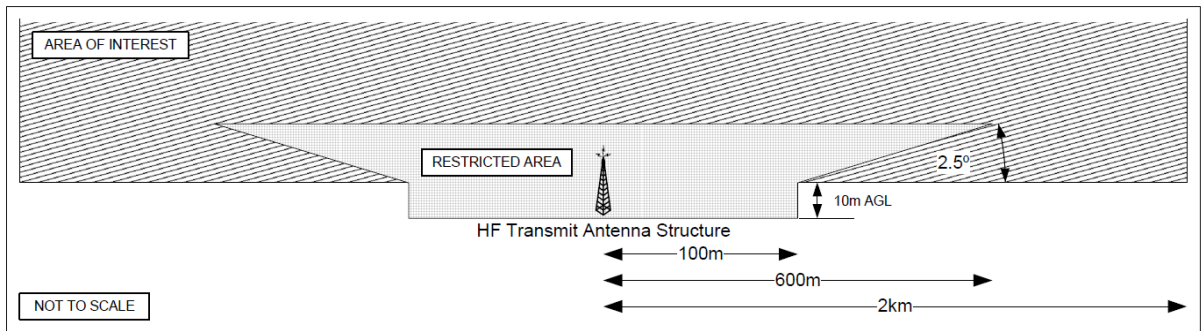 AREA OF INTEREST
RESTRICTED AREA
2.5º
10m AGL
HF Transmit Antenna Structure
100m
600m
NOT TO SCALE
2km